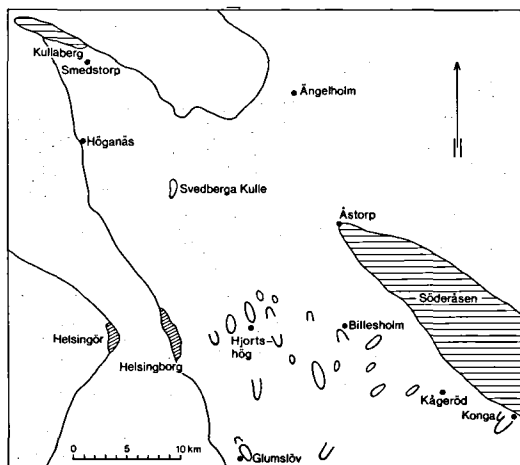 Kullaberg
Smedstorp
Ängelholm
Höganäs
Svedberga Kulle
Åstorp
Söderåsen
Helsingör
Hjorts-
hög
Billesholm
Helsingborg
Kågeröd
Konga
Glumslöv
0 10 km